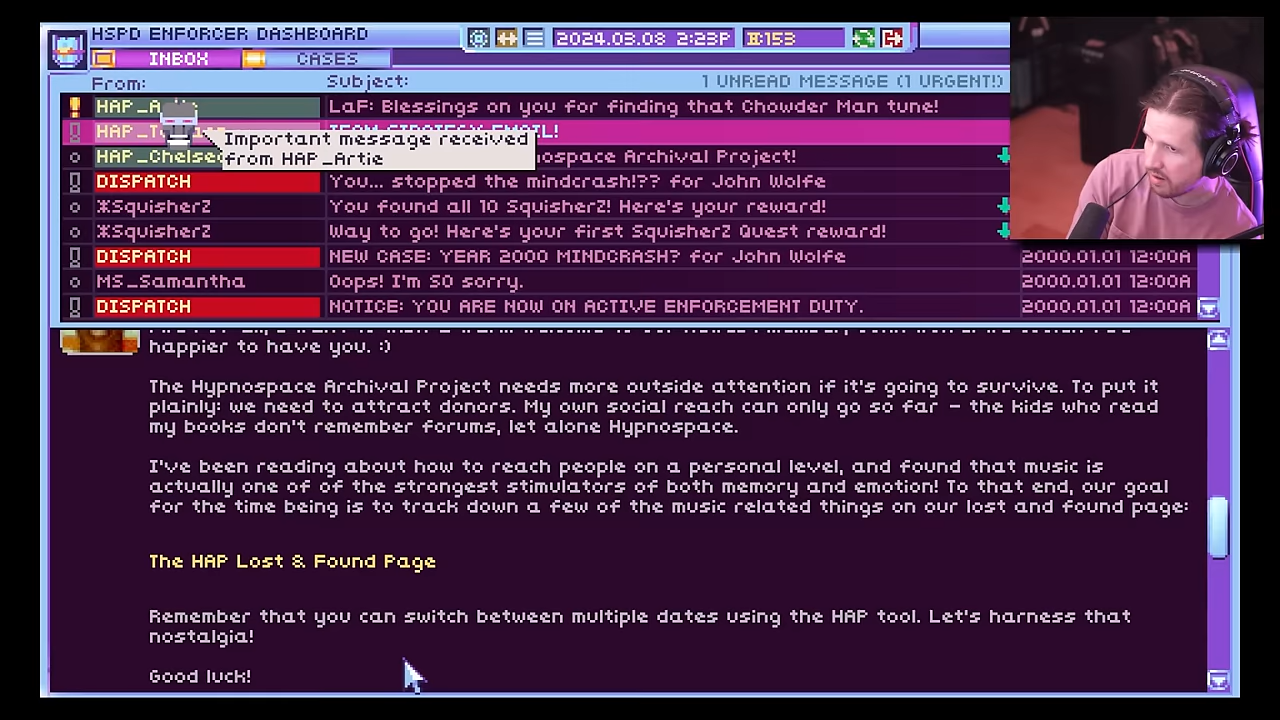 HSPD ENFORCER DASHBOARD
2024.03.08 2:23P
153
INBOX
CASES
From:
Subject:
1 UNREAD MESSAGE (1 URGENT!)
LaF: Blessings on you for finding that Chowder Man tune!
Important message received
from HAP_Artie
HAP_Chelsea
nospace Archival Project!
DISPATCH
You... stopped the mindcrash!?? for John Wolfe
SquisherZ
You found all 10 SquisherZ! Here's your reward!
SquisherZ
Way to go! Here's your first SquisherZ Quest reward!
DISPATCH
NEW CASE: YEAR 2000 MINDCRASH? for John Wolfe
2000.01.01 12:00A
MS_Samantha
Oops! I'm SO sorry.
2000.01.01 12:00A
DISPATCH
NOTICE: YOU ARE NOW ON ACTIVE ENFORCEMENT DUTY.
2000.01.01 12:00A
happier to have you. :)
The Hypnospace Archival Project needs more outside attention if it's going to survive. To put it
plainly: we need to attract donors. My own social reach can only go so far - the kids who read
my books don't remember forums, let alone Hypnospace.
I've been reading about how to reach people on a personal level, and found that music is
actually one of of the strongest stimulators of both memory and emotion! To that end, our goal
for the time being is to track down a few of the music related things on our lost and found page:
The HAP Lost & Found Page
Remember that you can switch between multiple dates using the HAP tool. Let's harness that
nostalgia!
Good luck!